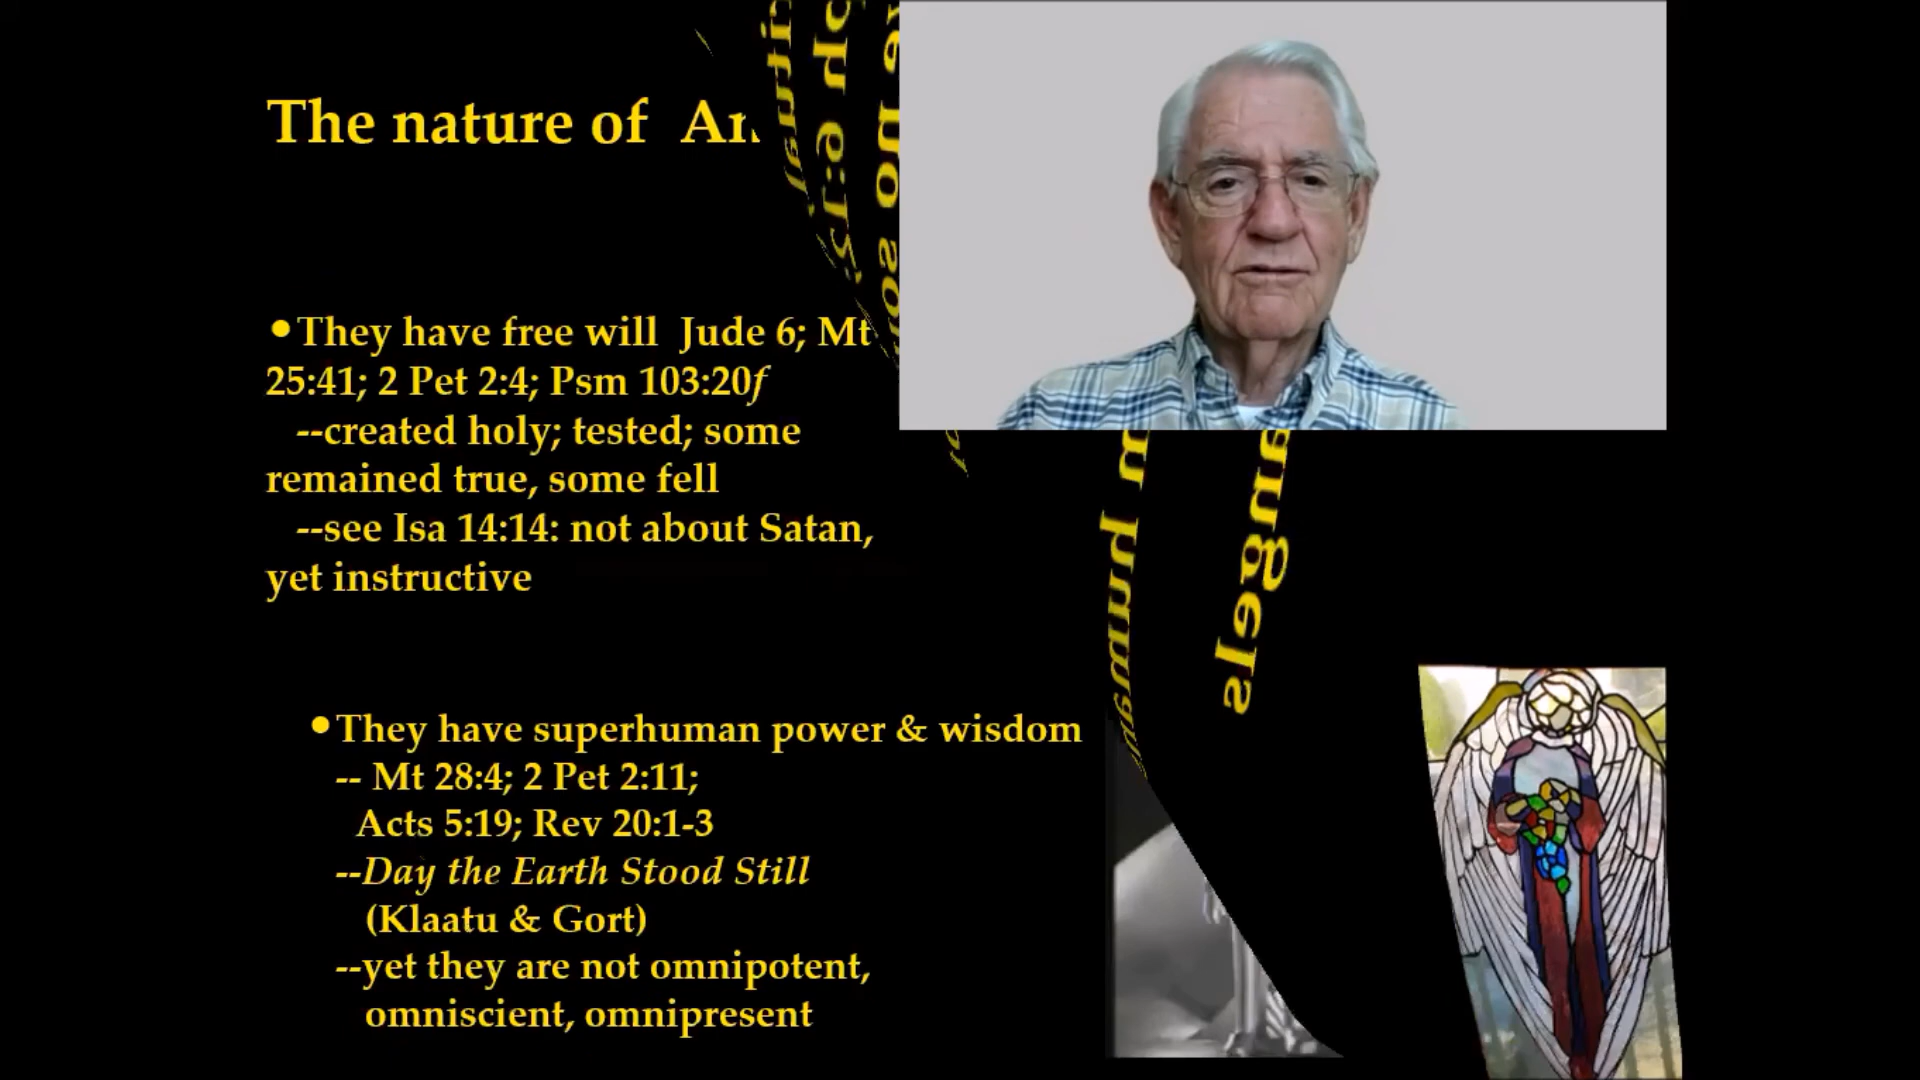 The nature of
•They have free will Jude 6; Mt
25:41; 2 Pet 2:4; Psm 103:20f
--created holy; tested; some
remained true, some fell
--see Isa 14:14: not about Satan,
yet instructive
•They have superhuman power & wisdom
-- Mt 28:4; 2 Pet 2:11;
Acts 5:19; Rev 20:1-3
--Day the Earth Stood Still
(Klaatu & Gort)
--yet they are not omnipotent,
omniscient, omnipresent
angels